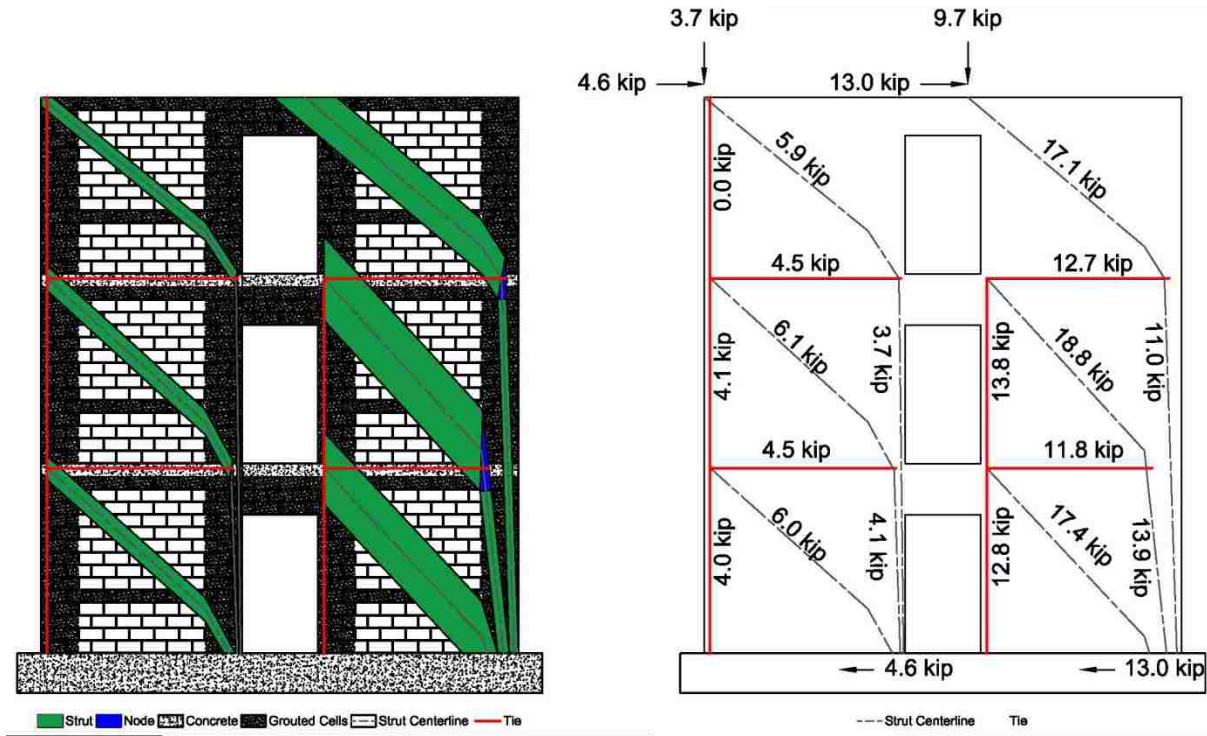 3.7 kip
9.7 kip
4.6 kip
13.0 kip
0.0 kip
5.9 kip
17.1 kip
4.5 kip
12.7 kip
4.1 kip
6.1 kip
3.7 kip
13.8 kip
18.8 kip
11.0 kip
4.5 kip
11.8 kip
4.0 kip
6.0 kip
4.1 kip
12.8 kip
17.4 kip
13.9 kip
4.6 kip
13.0 kip
Strut Node Concrete Grouted Cells Strut Centerline Tie
Strut Centerline Tie